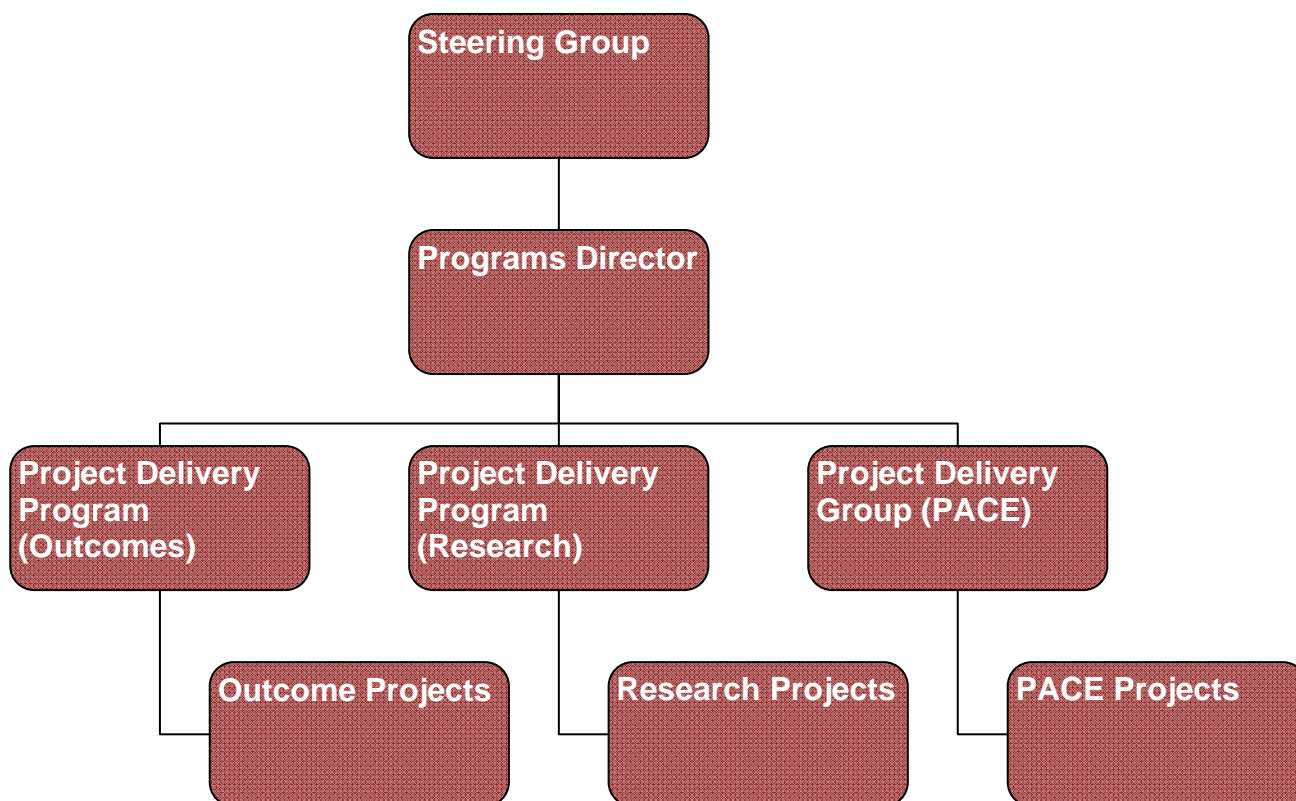 Steering Group
Programs Director
Project Delivery
Program
(Outcomes)
Project Delivery
Program
(Research)
Project Delivery
Group (PACE)
Outcome Projects
Research Projects
PACE Projects